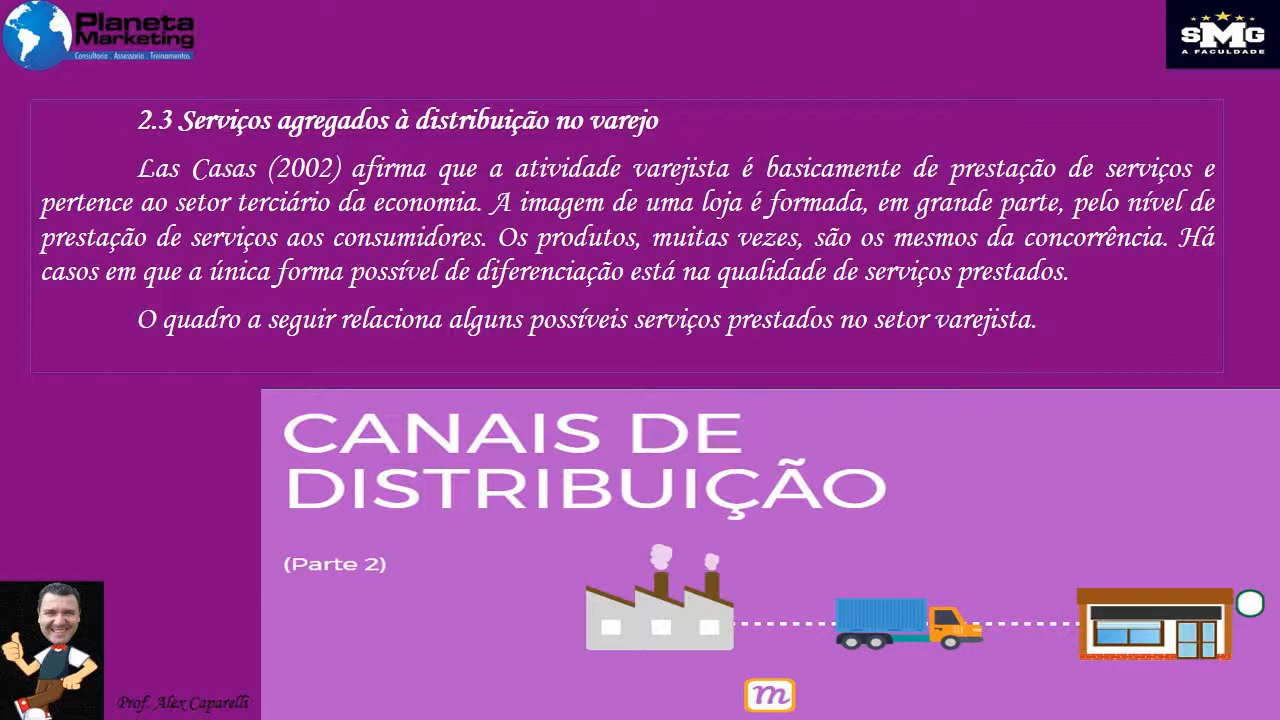 Planeta
Marketing
Consultoria . Assessoria . Treinamentos
SMG
A FACULDADE
2.3 Serviços agregados à distribuição no varejo
Las Casas (2002) afirma que a atividade varejista é basicamente de prestação de serviços e
pertence ao setor terciário da economia. A imagem de uma loja é formada, em grande parte, pelo nível de
prestação de serviços aos consumidores. Os produtos, muitas vezes, são os mesmos da concorrência. Há
casos em que a única forma possível de diferenciação está na qualidade de serviços prestados.
O quadro a seguir relaciona alguns possíveis serviços prestados no setor varejista.
CANAIS DE
DISTRIBUIÇÃO
(Parte 2)
m
Prof. Alex Caparelli